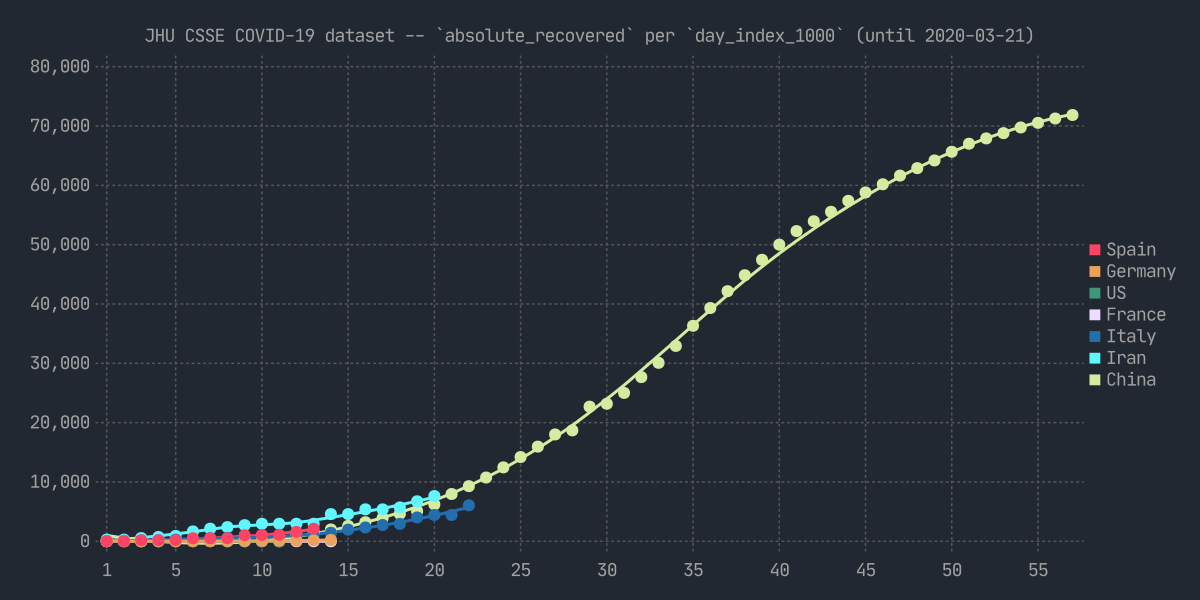 JHU CSSE COVID-19 dataset -- `absolute_recovered` per `day_index_1000` (until 2020-03-21)
80,000
70,000
60,000
50,000
40,000
30,000
20,000
10,000
0
1 5 10 15 20 25 30 35 40 45 50 55
Spain
Germany
US
France
Italy
Iran
China